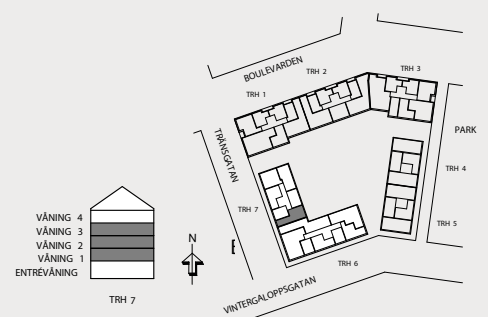 BOULEVARDEN
TRH 1
TRH 2
TRH 3
TRÄNSGATAN
PARK
TRH 4
TRH 7
TRH 5
TRH 6
VINTERGALOPPSGATAN
N
VÅNING 4
VÅNING 3
VÅNING 2
VÅNING 1
ENTRÉVÅNING
TRH 7